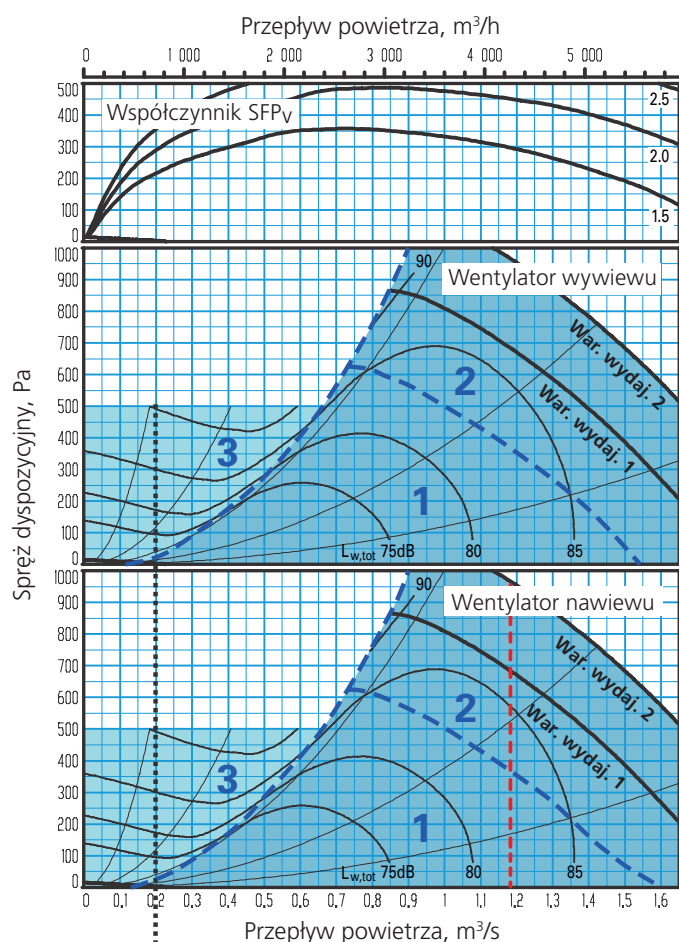 Przepływ powietrza, m³/h
0 1 000 2 000 3 000 4 000 5 000
500
400
300
200
100
0
Współczynnik SFPv
2.5
2.0
1.5
Spręż dyspozycyjny, Pa
1000
900
800
700
600
500
400
300
200
100
0
90
Wentylator wywiewu
War. wydaj. 2
War. wydaj. 1
2
3
1
Lw,tot 75dB 80 85
1000
900
800
700
600
500
400
300
200
100
0
90
Wentylator nawiewu
War. wydaj. 2
War. wydaj. 1
2
3
1
Lw,tot 75dB 80 85
0 0.1 0.2 0.3 0.4 0.5 0.6 0.7 0.8 0.9 1 1.1 1.2 1.3 1.4 1.5 1.6
Przepływ powietrza, m³/s